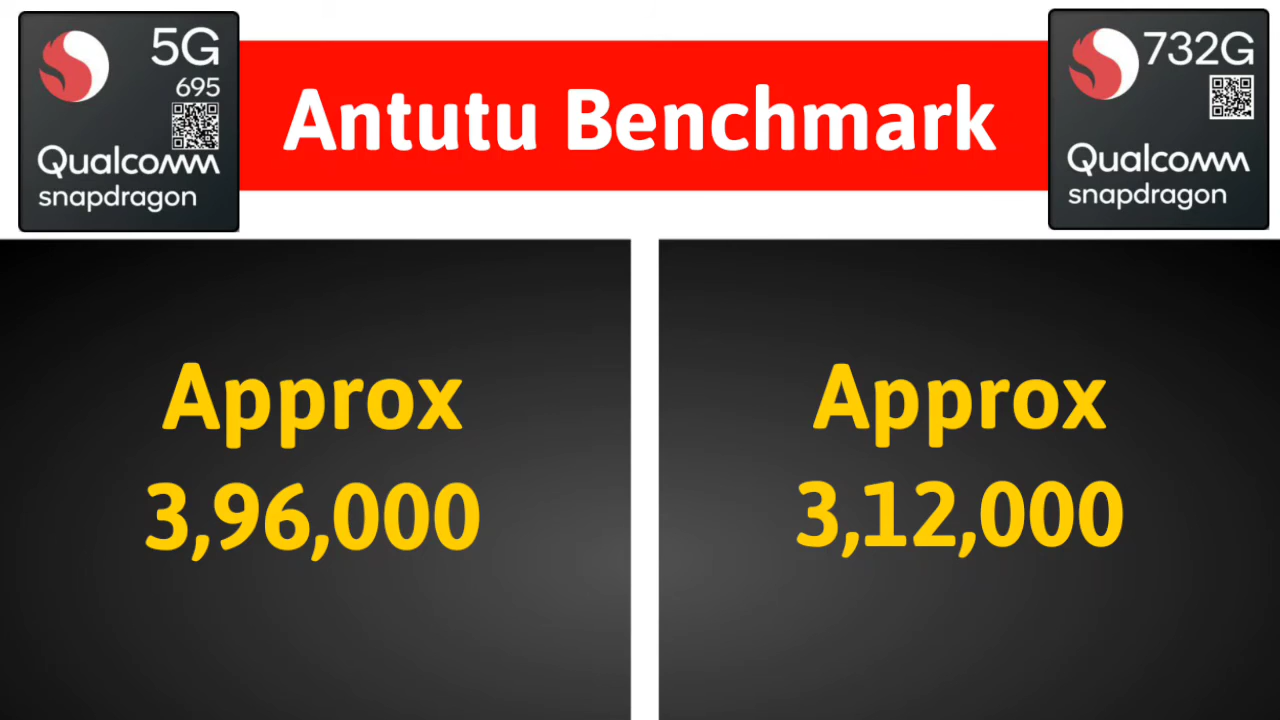 5G
695
Qualcomm
snapdragon
Antutu Benchmark
732G
Qualcomm
snapdragon
Approx
3,96,000
Approx
3,12,000